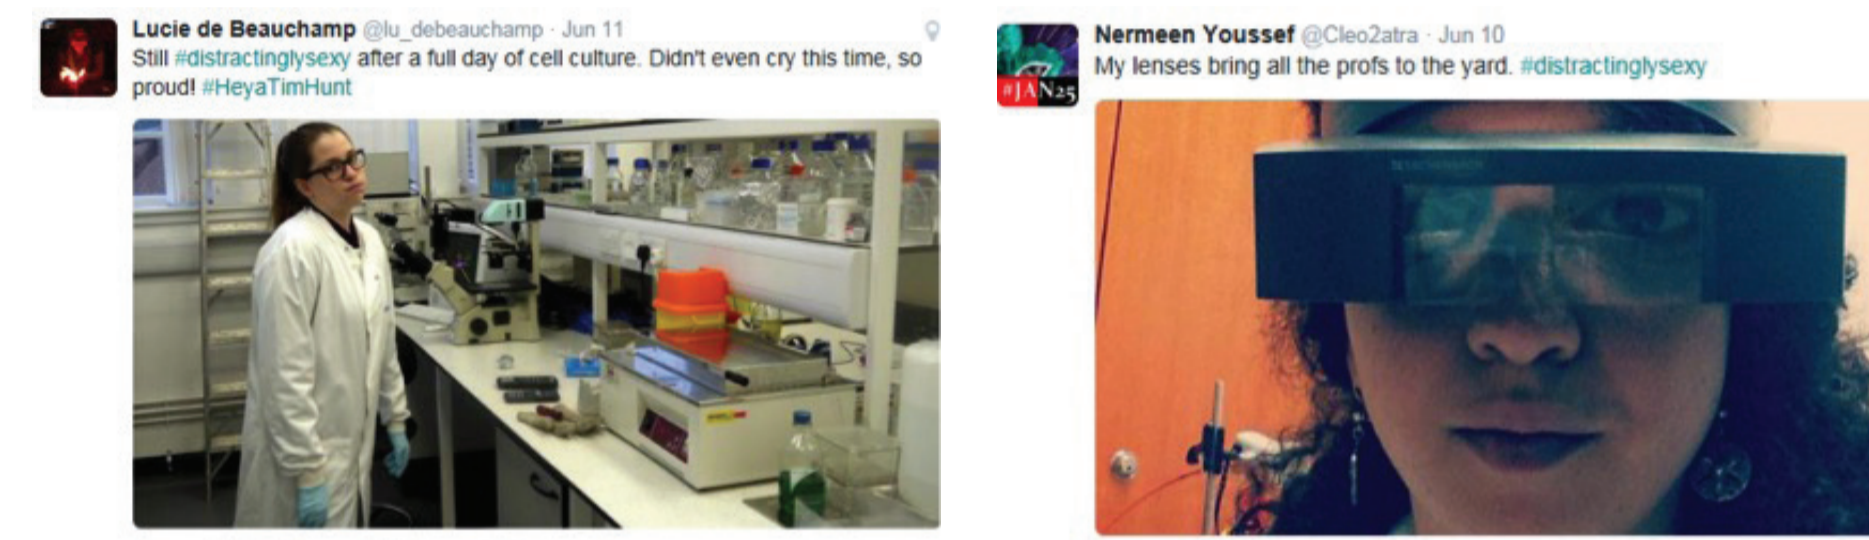 Lucie de Beauchamp @lu_debeauchamp · Jun 11
Still #distractinglysexy after a full day of cell culture. Didn't even cry this time, so
proud! #HeyaTimHunt
Nermeen Youssef @Cleo2atra · Jun 10
My lenses bring all the profs to the yard. #distractinglysexy
#JAN25